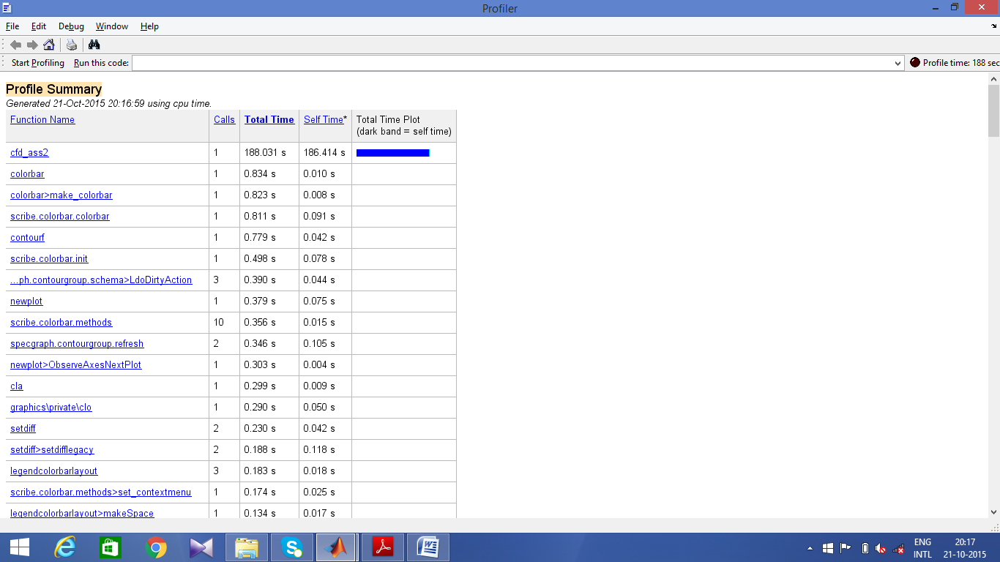 Profiler
File Edit Debug Window Help
Start Profiling Run this code: Profile time: 188 sec
Profile Summary
Generated 21-Oct-2015 20:16:59 using cpu time.
Function Name Calls Total Time Self Time* Total Time Plot
(dark band = self time)
cfd_ass2 1 188.031 s 186.414 s
colorbar 1 0.834 s 0.010 s
colorbar>make_colorbar 1 0.823 s 0.008 s
scribe.colorbar.colorbar 1 0.811 s 0.091 s
contourf 1 0.779 s 0.042 s
scribe.colorbar.init 1 0.498 s 0.078 s
...ph.contourgroup.schema>LdoDirtyAction 3 0.390 s 0.044 s
newplot 1 0.379 s 0.075 s
scribe.colorbar.methods 10 0.356 s 0.015 s
specgraph.contourgroup.refresh 2 0.346 s 0.105 s
newplot>ObserveAxesNextPlot 1 0.303 s 0.004 s
cla 1 0.299 s 0.009 s
graphics\private\clo 1 0.290 s 0.050 s
setdiff 2 0.230 s 0.042 s
setdiff>setdifflegacy 2 0.188 s 0.118 s
legendcolorbarlayout 3 0.183 s 0.018 s
scribe.colorbar.methods>set_contextmenu 1 0.174 s 0.025 s
legendcolorbarlayout>makeSpace 1 0.134 s 0.017 s
ENG 20:17
INTL 21-10-2015